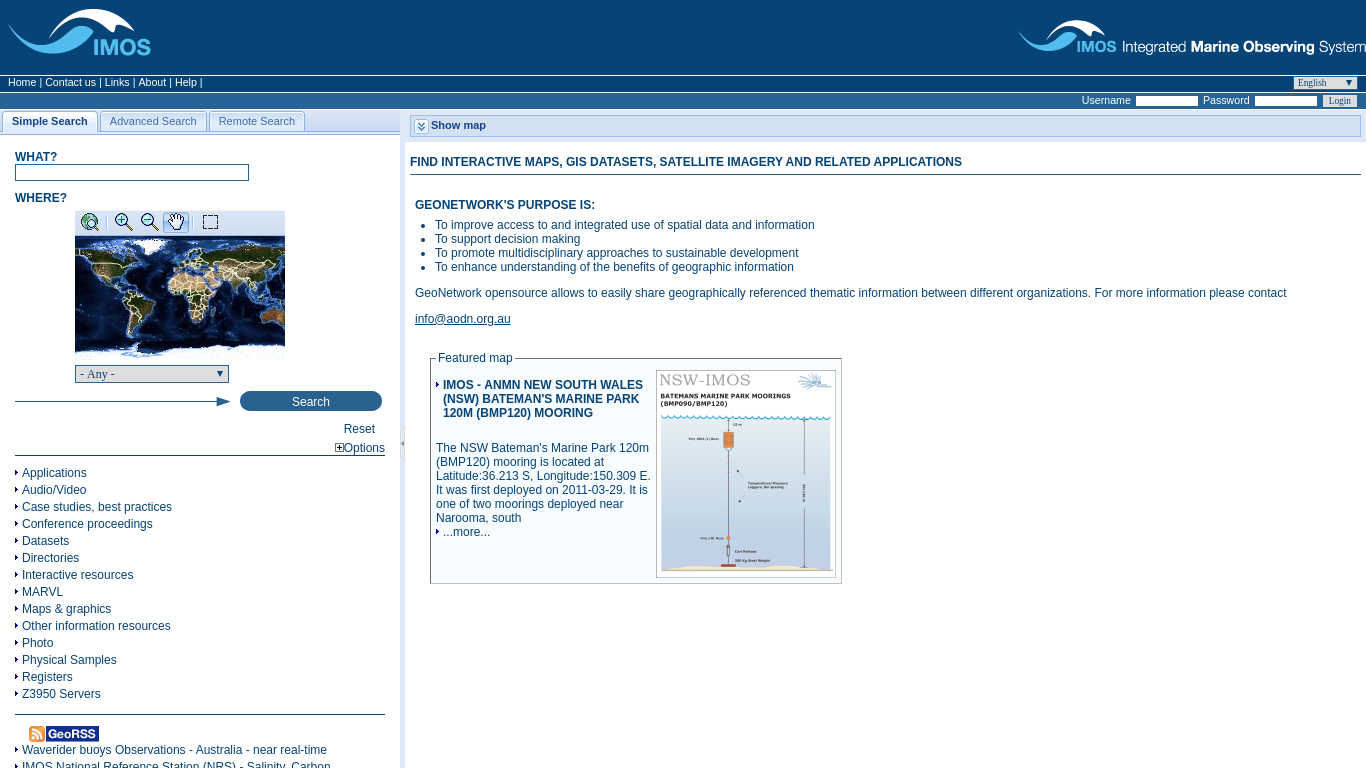 IMOS
IMOS Integrated Marine Observing System
Home | Contact us | Links | About | Help |
English
Username Password Login
Simple Search Advanced Search Remote Search
Show map
WHAT?
WHERE?
- Any -
Search
Reset
Options
Applications
Audio/Video
Case studies, best practices
Conference proceedings
Datasets
Directories
Interactive resources
MARVL
Maps & graphics
Other information resources
Photo
Physical Samples
Registers
Z3950 Servers
GeoRSS
Waverider buoys Observations - Australia - near real-time
IMOS National Reference Station (NRS) - Salinity, Carbon
FIND INTERACTIVE MAPS, GIS DATASETS, SATELLITE IMAGERY AND RELATED APPLICATIONS
GEONETWORK'S PURPOSE IS:
To improve access to and integrated use of spatial data and information
To support decision making
To promote multidisciplinary approaches to sustainable development
To enhance understanding of the benefits of geographic information
GeoNetwork opensource allows to easily share geographically referenced thematic information between different organizations. For more information please contact
info@aodn.org.au
Featured map
IMOS - ANMN NEW SOUTH WALES
(NSW) BATEMAN'S MARINE PARK
120M (BMP120) MOORING
The NSW Bateman's Marine Park 120m
(BMP120) mooring is located at
Latitude:36.213 S, Longitude:150.309 E.
It was first deployed on 2011-03-29. It is
one of two moorings deployed near
Narooma, south
...more...
NSW-IMOS
BATEMANS MARINE PARK MOORINGS
(BMP090/BMP120)
Temperature/Pressure